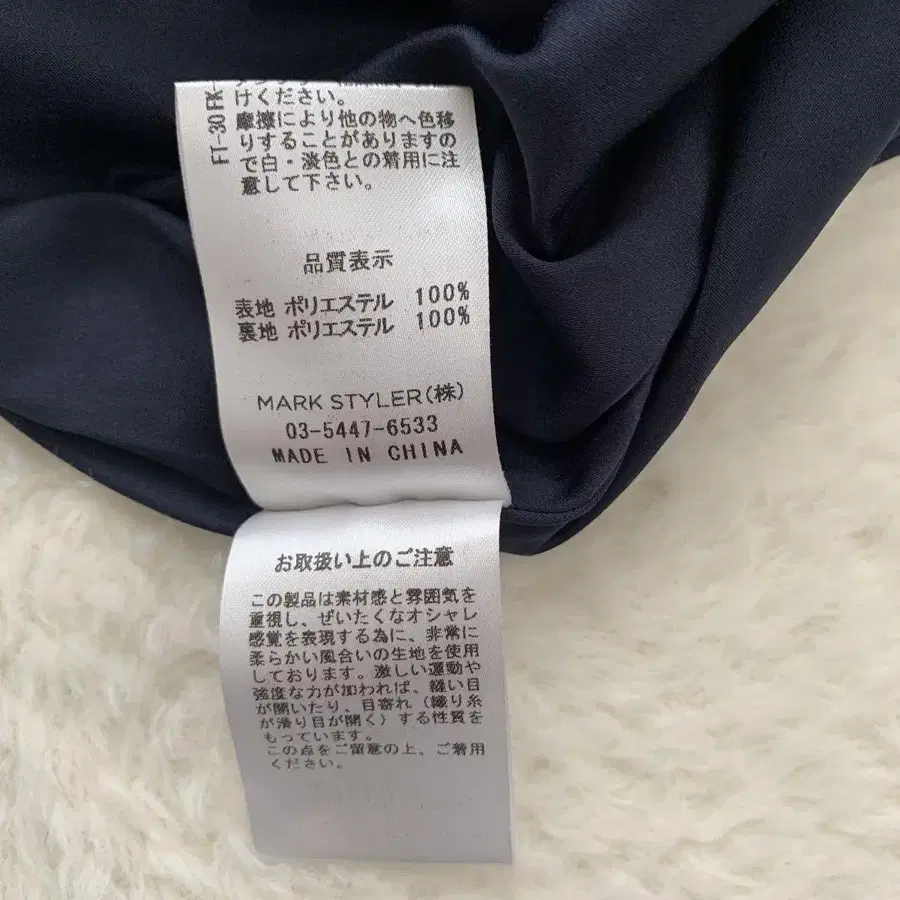 けください。
摩擦により他の物へ色移
りすることがありますの
で白・淡色との着用に注
意して下さい。
FT-30 FK
品質表示
表地 ポリエステル 100%
裏地 ポリエステル 100%
MARK STYLER(株)
03-5447-6533
MADE IN CHINA
お取扱い上のご注意
この製品は素材感と雰囲気を
重視し、ぜいたくなオシャレ
感覚を表現する為に、非常に
柔らかい風合いの生地を使用
しております。激しい運動や
強度な力が加われば、縫い目
が開いたり、目寄れ(織り糸
が滑り目が開く)する性質を
もっています。
この点をご留意の上、ご着用
ください。